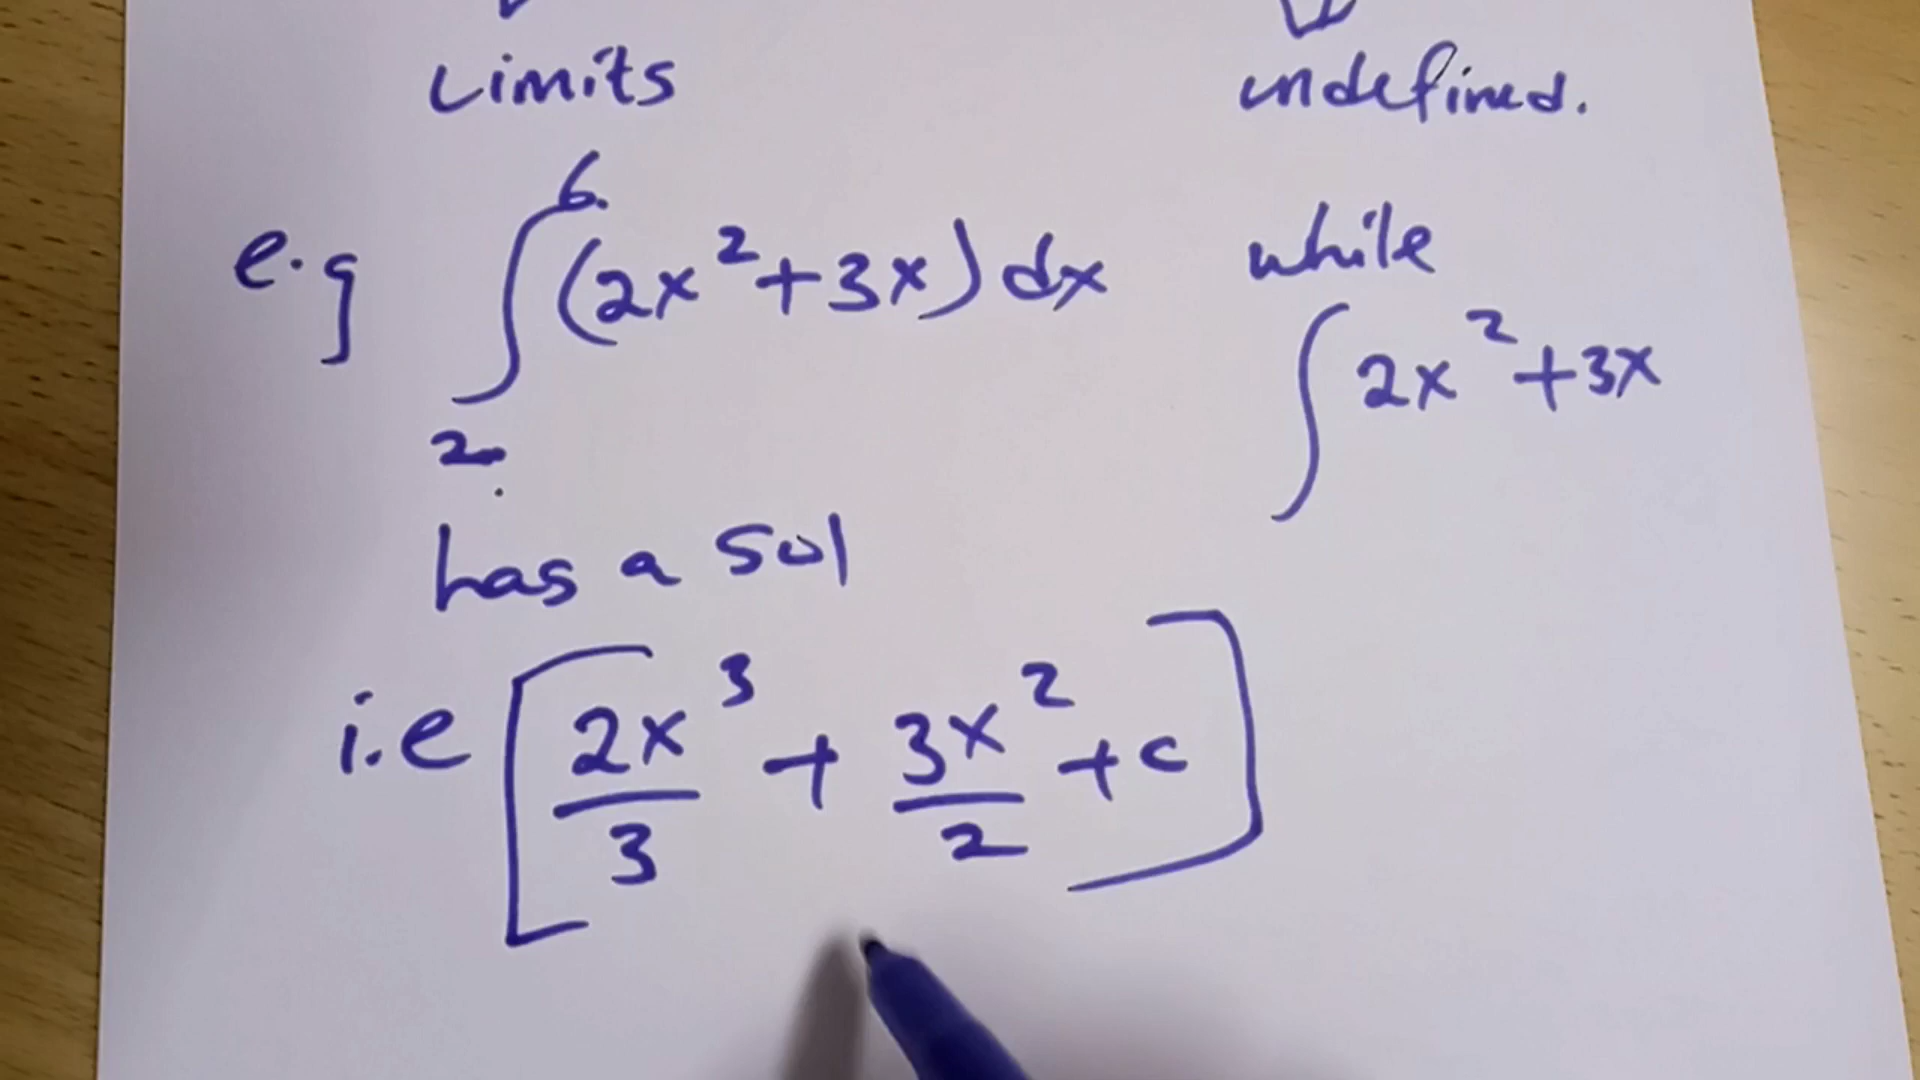 Limits
undefined.
e.g ∫₂⁶ (2x²+3x) dx
while
∫ 2x²+3x
has a sol
i.e [2x³/3 + 3x²/2 + c]